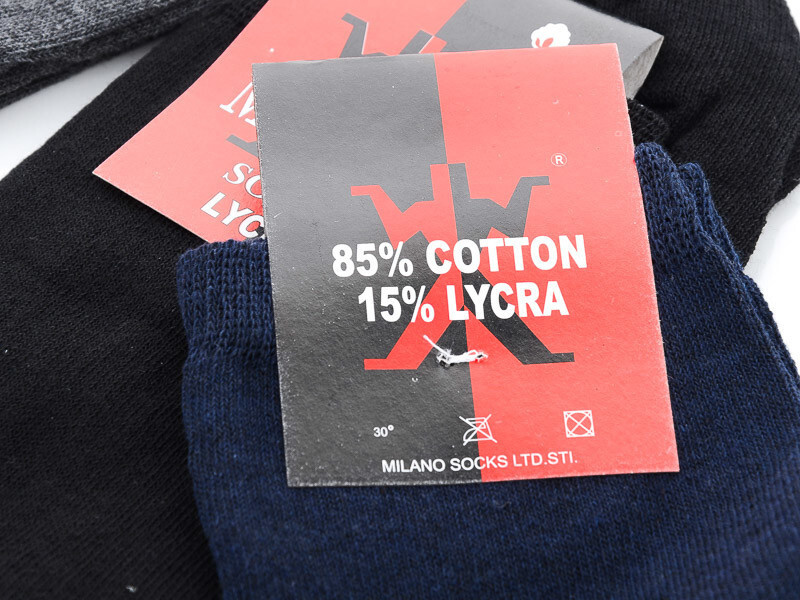 ®
85% COTTON
15% LYCRA
30°
MILANO SOCKS LTD.STI.